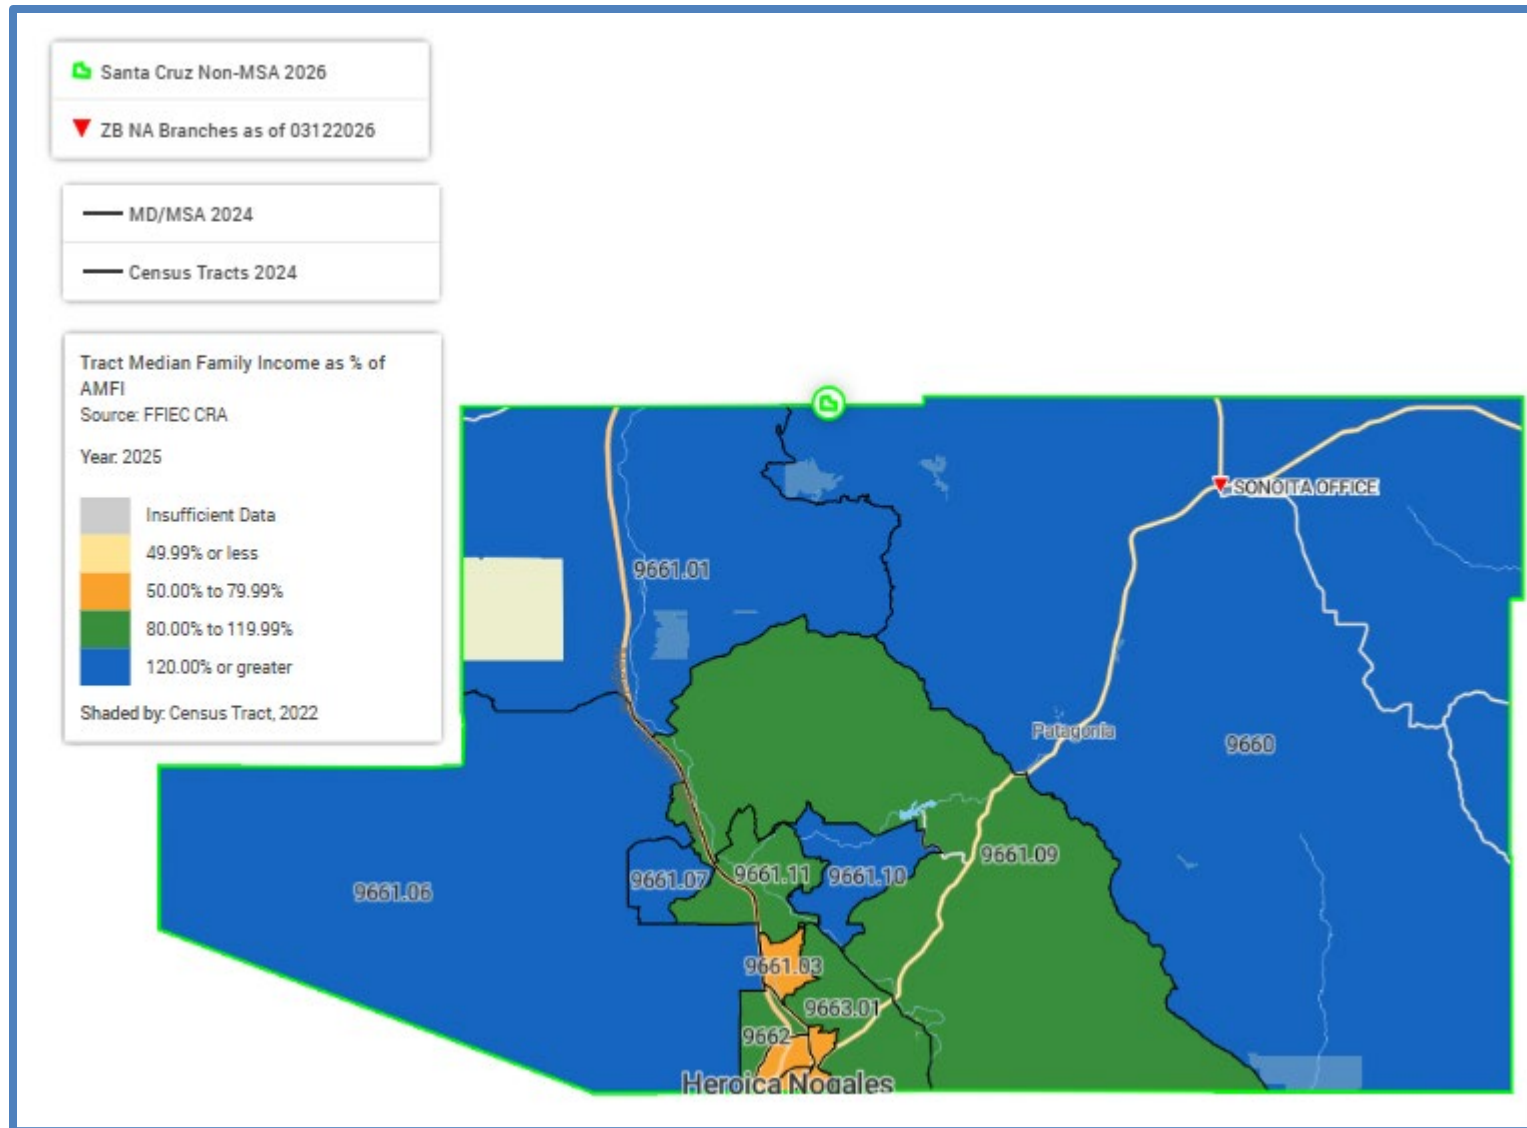 Santa Cruz Non-MSA 2026
ZB NA Branches as of 03122026
MD/MSA 2024
Census Tracts 2024
Tract Median Family Income as % of
AMFI
Source: FFIEC CRA
Year: 2025
Insufficient Data
49.99% or less
50.00% to 79.99%
80.00% to 119.99%
120.00% or greater
Shaded by: Census Tract, 2022
SONOITA OFFICE
9661.01
Patagonia
9660
9661.09
9661.07
9661.11
9661.10
9661.06
9661.03
9663.01
9662
Heroica Nogales